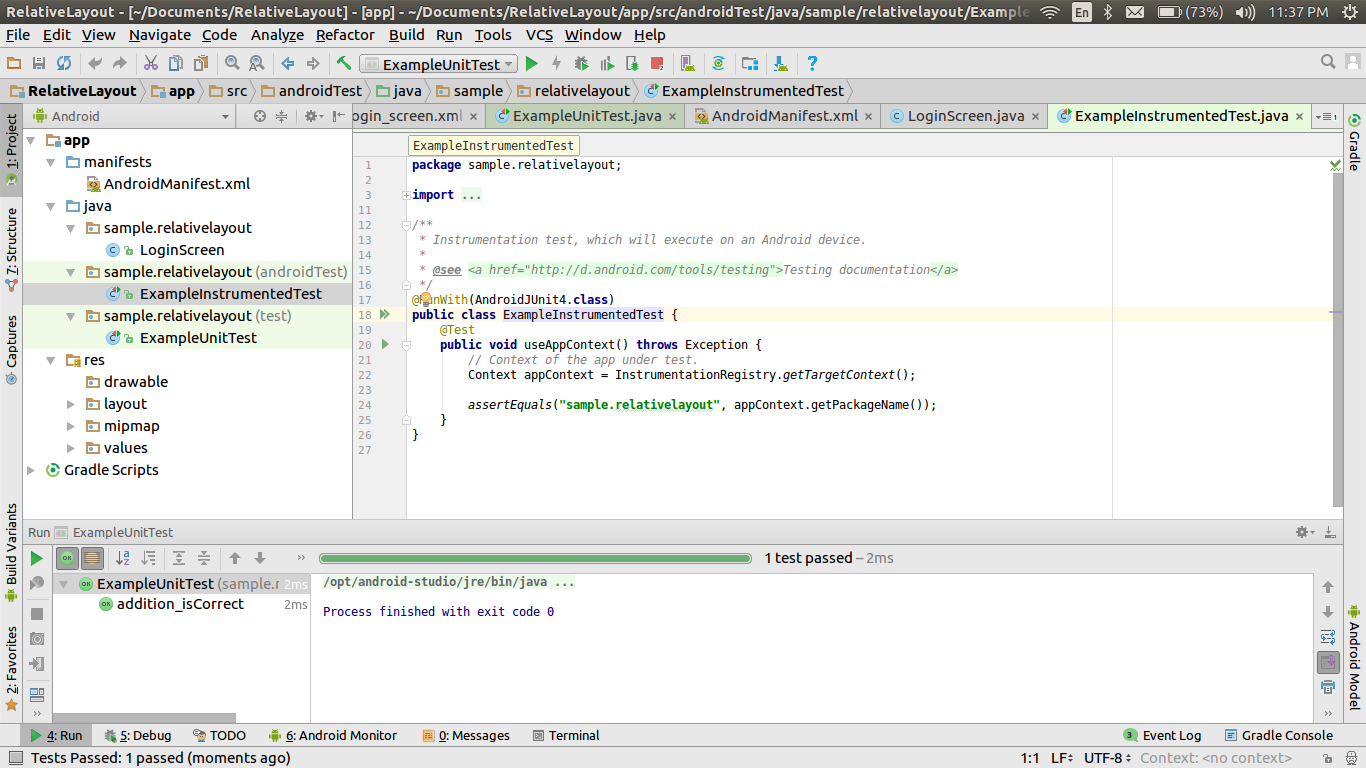 RelativeLayout - [~/Documents/RelativeLayout] - [app] - ~/Documents/RelativeLayout/app/src/androidTest/java/sample/relativelayout/Example
En
(73%)
11:37 PM
File Edit View Navigate Code Analyze Refactor Build Run Tools VCS Window Help
ExampleUnitTest
RelativeLayout app src androidTest java sample relativelayout ExampleInstrumentedTest
Android
ogin_screen.xml
ExampleUnitTest.java
AndroidManifest.xml
LoginScreen.java
ExampleInstrumentedTest.java
1
1: Project
7: Structure
Captures
Build Variants
2: Favorites
app
manifests
AndroidManifest.xml
java
sample.relativelayout
LoginScreen
sample.relativelayout (androidTest)
ExampleInstrumentedTest
sample.relativelayout (test)
ExampleUnitTest
res
drawable
layout
mipmap
values
Gradle Scripts
ExampleInstrumentedTest
1 package sample.relativelayout;
2
3 import ...
11
12 /**
13 * Instrumentation test, which will execute on an Android device.
14 *
15 * @see <a href="http://d.android.com/tools/testing">Testing documentation</a>
16 */
17 @RunWith(AndroidJUnit4.class)
18 public class ExampleInstrumentedTest {
19 @Test
20 public void useAppContext() throws Exception {
21 // Context of the app under test.
22 Context appContext = InstrumentationRegistry.getTargetContext();
23
24 assertEquals("sample.relativelayout", appContext.getPackageName());
25 }
26 }
27
Gradle
Android Model
Run ExampleUnitTest
1 test passed – 2ms
ExampleUnitTest (sample.r 2ms
addition_isCorrect 2ms
/opt/android-studio/jre/bin/java ...
Process finished with exit code 0
4: Run 5: Debug TODO 6: Android Monitor 0: Messages Terminal
3 Event Log Gradle Console
Tests Passed: 1 passed (moments ago)
1:1 LF UTF-8 Context: <no context>